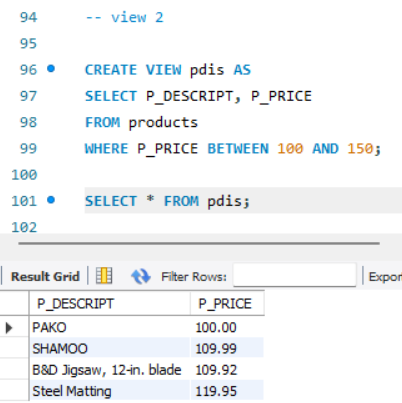 94 -- view 2
95
96 CREATE VIEW pdis AS
97 SELECT P_DESCRIPT, P_PRICE
98 FROM products
99 WHERE P_PRICE BETWEEN 100 AND 150;
100
101 SELECT * FROM pdis;
102
Result Grid Filter Rows: Expor
P_DESCRIPT P_PRICE
PAKO 100.00
SHAMOO 109.99
B&D Jigsaw, 12-in. blade 109.92
Steel Matting 119.95